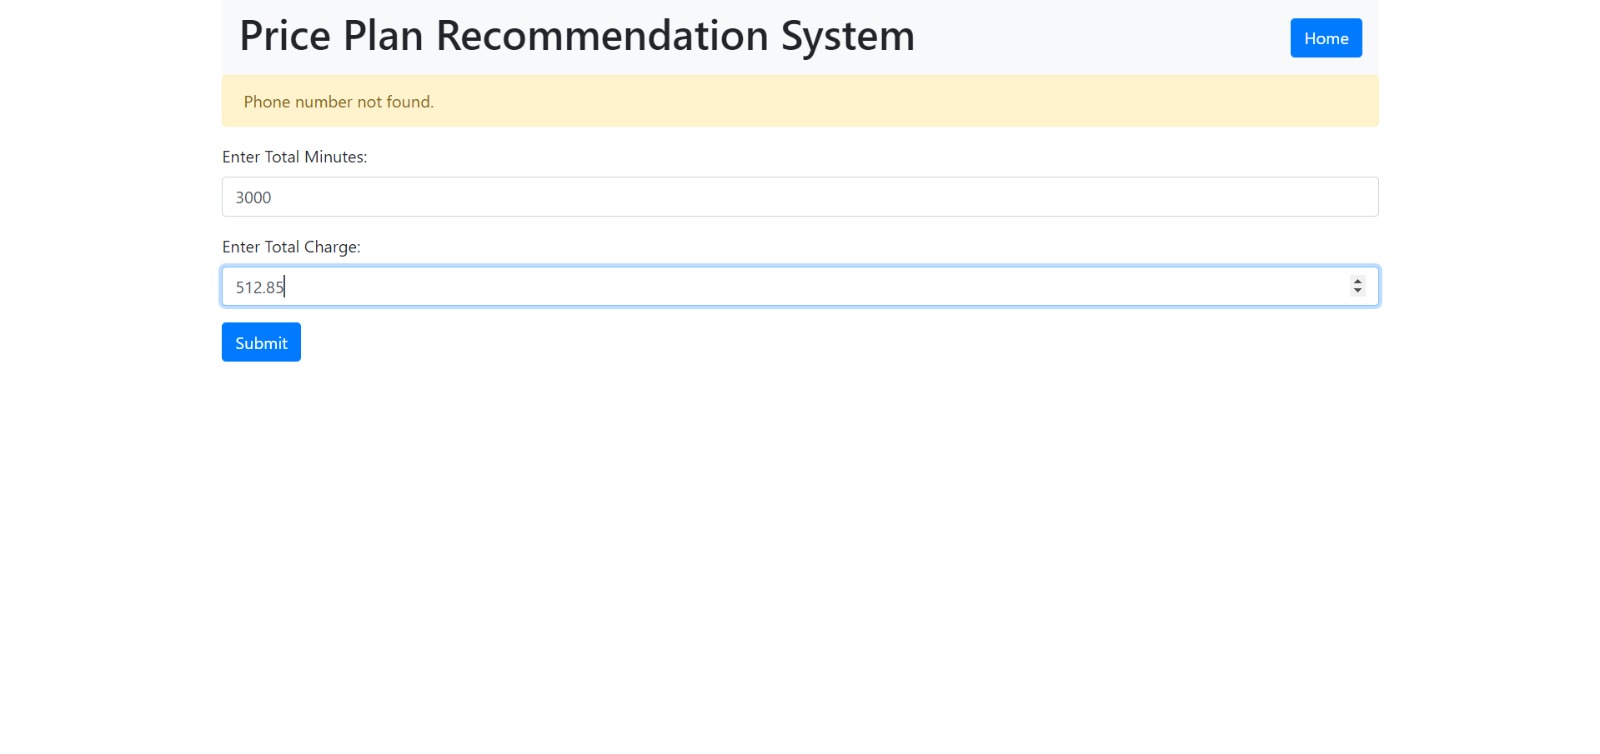 Price Plan Recommendation System
Home
Phone number not found.
Enter Total Minutes:
3000
Enter Total Charge:
512.85
Submit